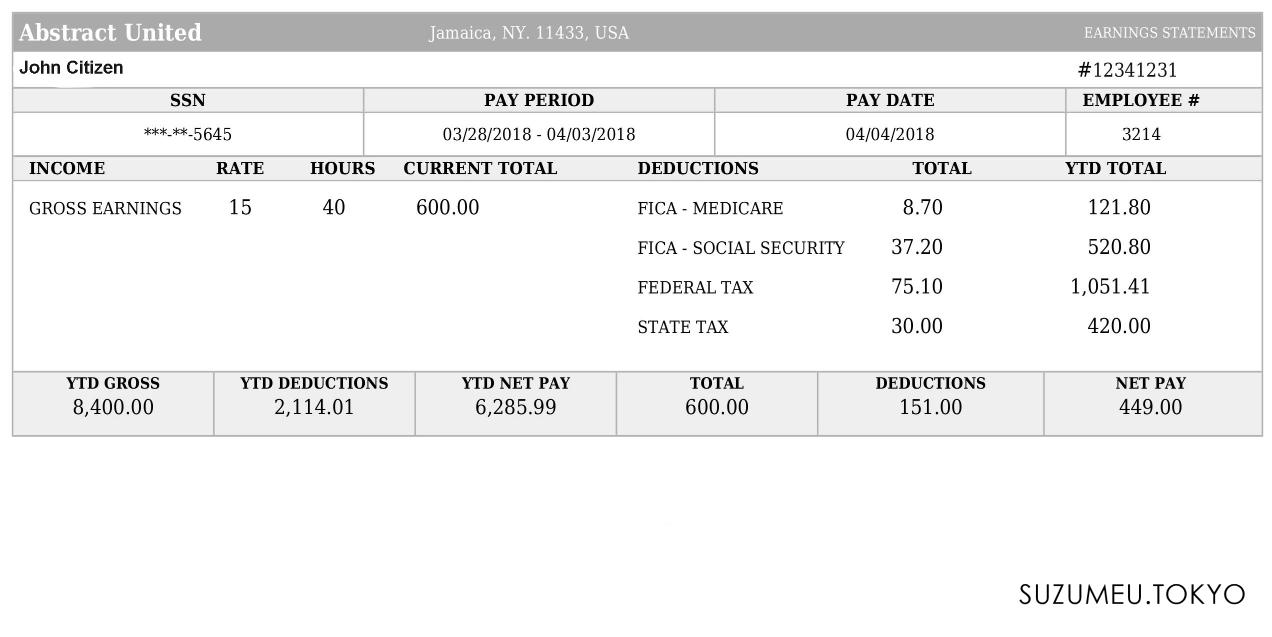 Abstract United Jamaica, NY. 11433, USA EARNINGS STATEMENTS
John Citizen #12341231
SSN PAY PERIOD PAY DATE EMPLOYEE #
***-**-5645 03/28/2018 - 04/03/2018 04/04/2018 3214
INCOME RATE HOURS CURRENT TOTAL DEDUCTIONS TOTAL YTD TOTAL
GROSS EARNINGS 15 40 600.00 FICA - MEDICARE 8.70 121.80
FICA - SOCIAL SECURITY 37.20 520.80
FEDERAL TAX 75.10 1,051.41
STATE TAX 30.00 420.00
YTD GROSS YTD DEDUCTIONS YTD NET PAY TOTAL DEDUCTIONS NET PAY
8,400.00 2,114.01 6,285.99 600.00 151.00 449.00
SUZUMEU.TOKYO